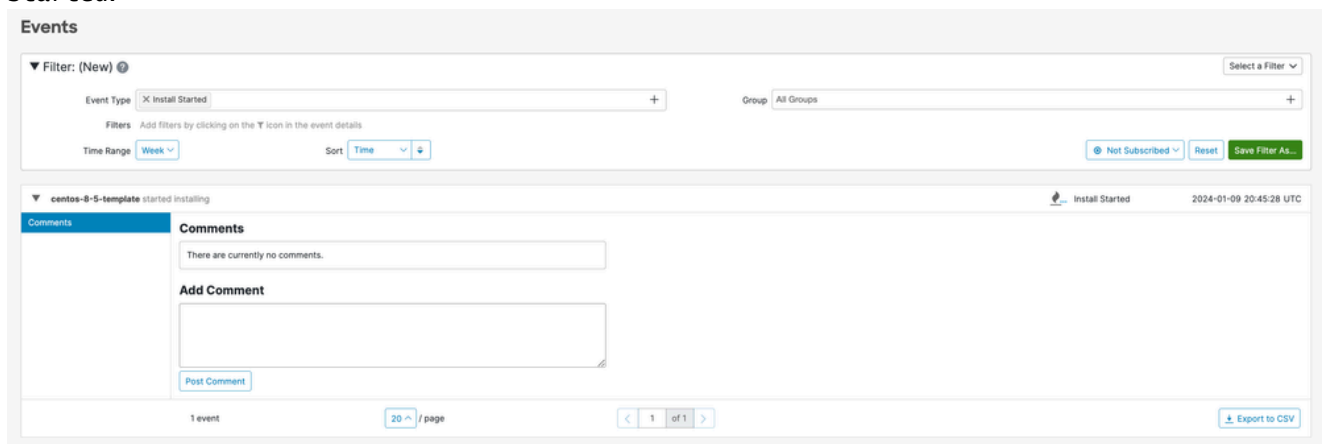 Events
Filter: (New)
Select a Filter
Event Type Install Started Group All Groups
Filters Add filters by clicking on the icon in the event details
Time Range Week Sort Time Not Subscribed Reset Save Filter As...
centos-8-5-template started installing Install Started 2024-01-09 20:45:28 UTC
Comments
Comments
There are currently no comments.
Add Comment
Post Comment
1 event 20 / page 1 of 1 Export to CSV